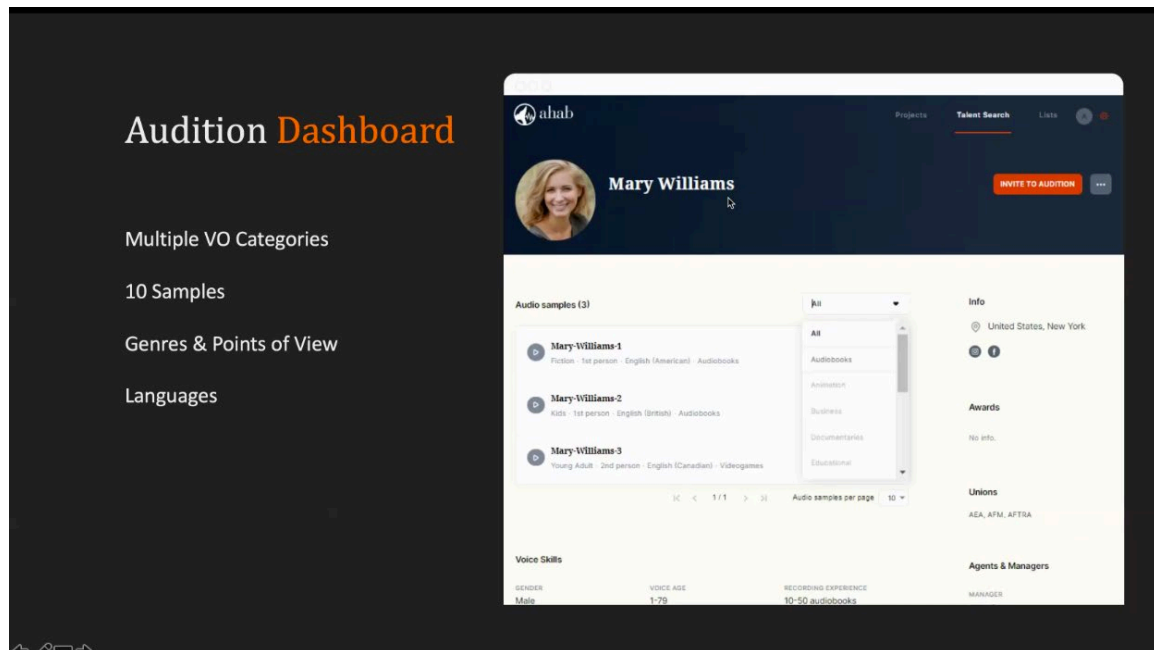 Audition Dashboard
Multiple VO Categories
10 Samples
Genres & Points of View
Languages
ahab
Projects
Talent Search
Lists
Mary Williams
INVITE TO AUDITION
Audio samples (3)
All
All
Audiobooks
Animation
Business
Documentaries
Educational
Mary-Williams-1
Fiction · 1st person · English (American) · Audiobooks
Mary-Williams-2
Kids · 1st person · English (British) · Audiobooks
Mary-Williams-3
Young Adult · 2nd person · English (Canadian) · Videogames
1/1
Audio samples per page 10
Info
United States, New York
Awards
No info.
Unions
AEA, AFM, AFTRA
Agents & Managers
MANAGER
Voice Skills
GENDER VOICE AGE RECORDING EXPERIENCE
Male 1-79 10-50 audiobooks